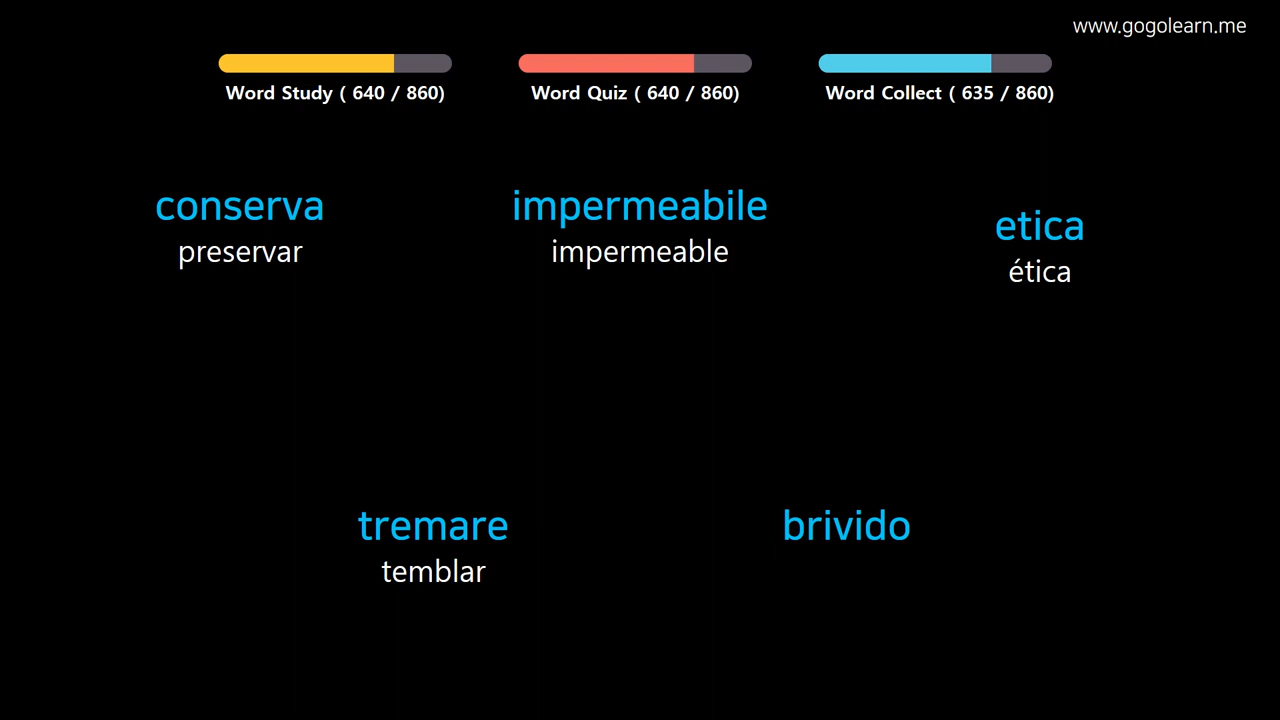 www.gogolearn.me
Word Study ( 640 / 860)
Word Quiz ( 640 / 860)
Word Collect ( 635 / 860)
conserva
preservar
impermeabile
impermeable
etica
ética
tremare
temblar
brivido